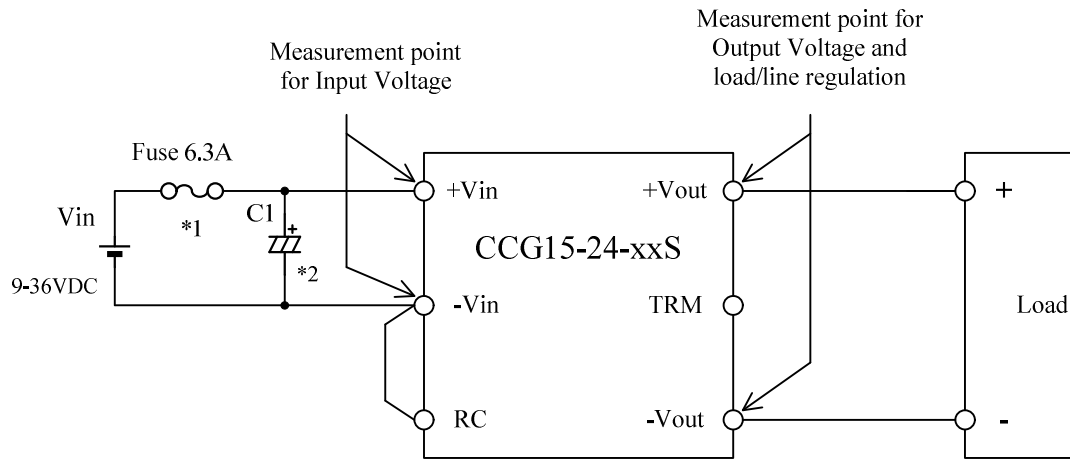 Measurement point
for Input Voltage
Measurement point for
Output Voltage and
load/line regulation
Fuse 6.3A
*1
C1
+
*2
Vin
9-36VDC
+Vin
-Vin
RC
CCG15-24-xxS
+Vout
TRM
-Vout
+
Load
-